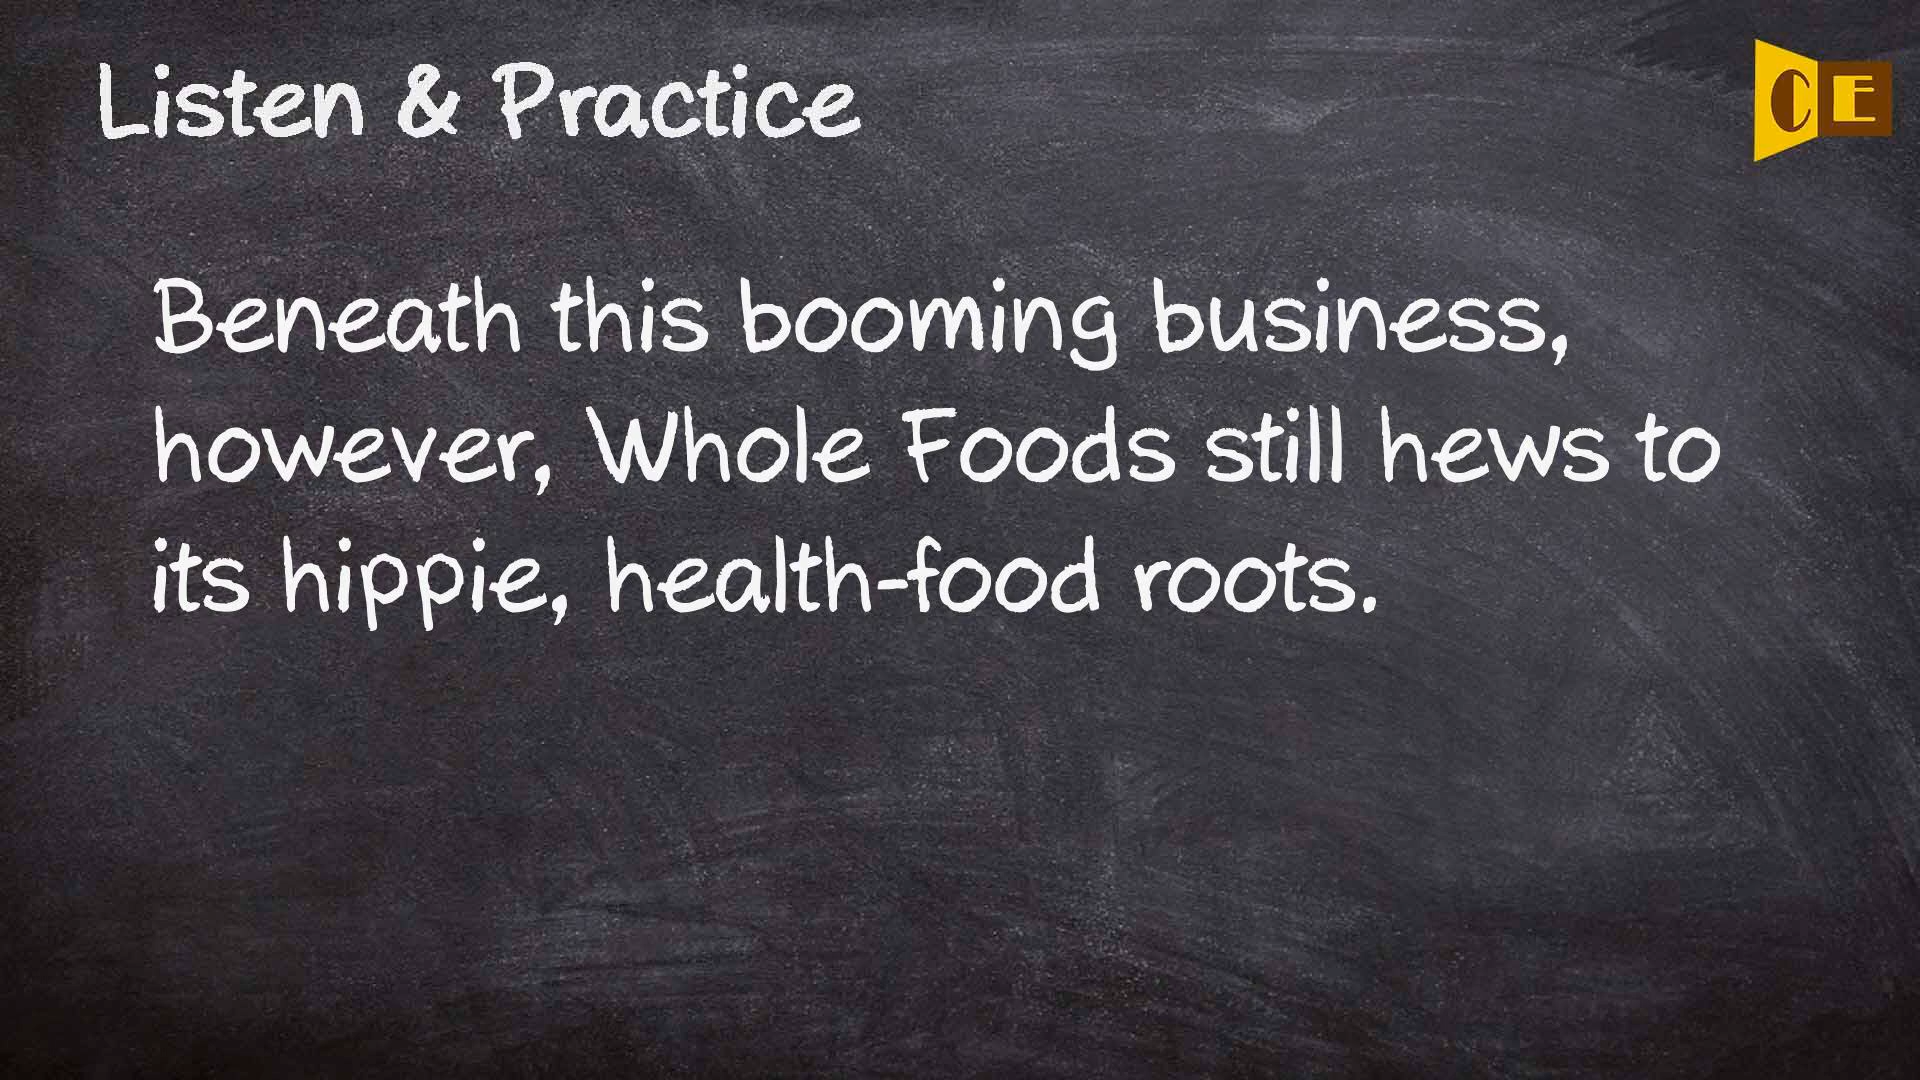 Listen & Practice
CE
Beneath this booming business,
however, Whole Foods still hews to
its hippie, health-food roots.